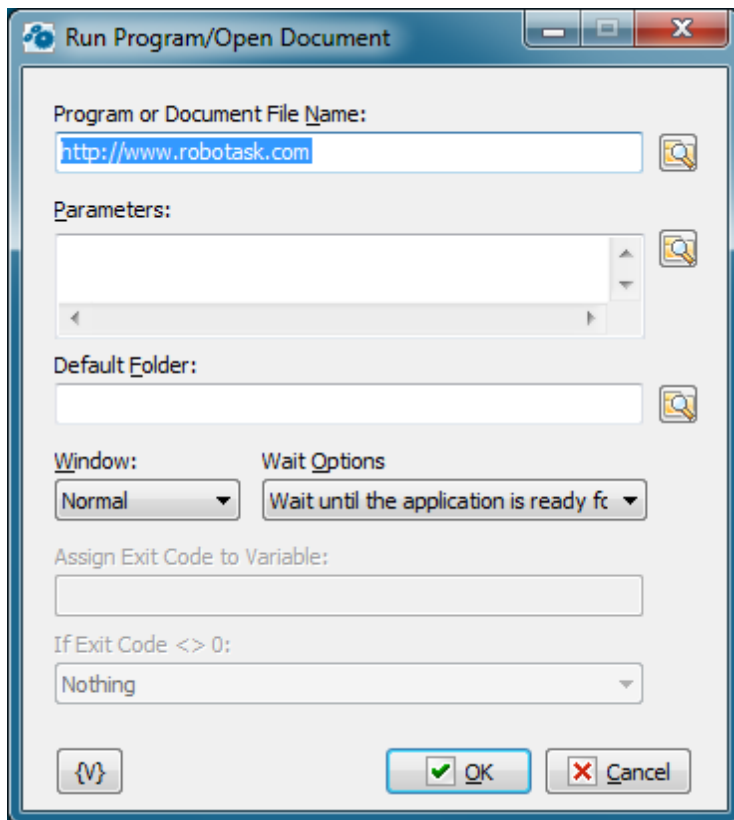 Run Program/Open Document
Program or Document File Name:
http://www.robotask.com
Parameters:
Default Folder:
Window: Wait Options
Normal Wait until the application is ready fc
Assign Exit Code to Variable:
If Exit Code <> 0:
Nothing
{V} OK Cancel